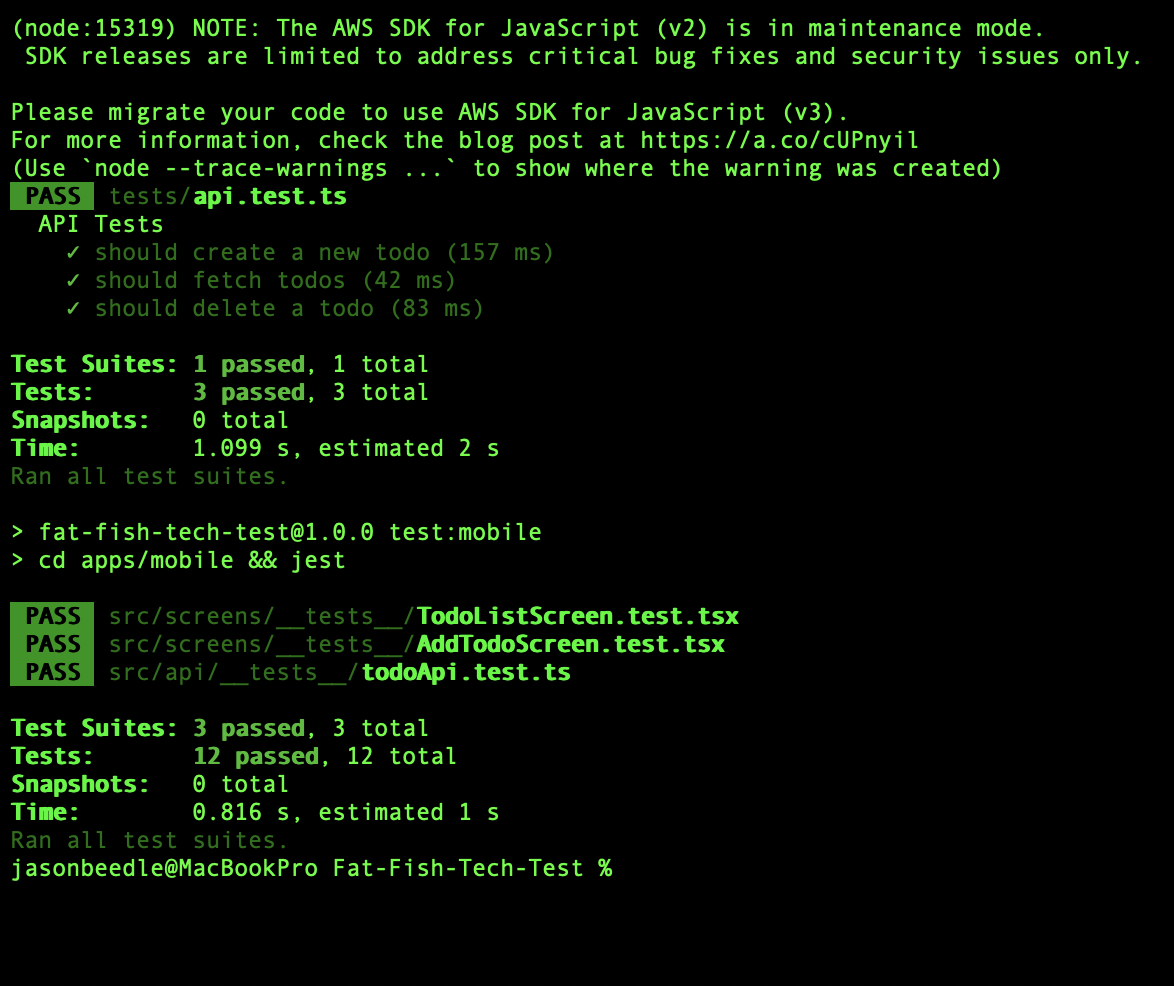 (node:15319) NOTE: The AWS SDK for JavaScript (v2) is in maintenance mode.
 SDK releases are limited to address critical bug fixes and security issues only.

Please migrate your code to use AWS SDK for JavaScript (v3).
For more information, check the blog post at https://a.co/cUPnyil
(Use `node --trace-warnings ...` to show where the warning was created)
PASS tests/api.test.ts
  API Tests
    ✓ should create a new todo (157 ms)
    ✓ should fetch todos (42 ms)
    ✓ should delete a todo (83 ms)

Test Suites: 1 passed, 1 total
Tests:       3 passed, 3 total
Snapshots:   0 total
Time:        1.099 s, estimated 2 s
Ran all test suites.

> fat-fish-tech-test@1.0.0 test:mobile
> cd apps/mobile && jest

PASS src/screens/__tests__/TodoListScreen.test.tsx
PASS src/screens/__tests__/AddTodoScreen.test.tsx
PASS src/api/__tests__/todoApi.test.ts

Test Suites: 3 passed, 3 total
Tests:       12 passed, 12 total
Snapshots:   0 total
Time:        0.816 s, estimated 1 s
Ran all test suites.
jasonbeedle@MacBookPro Fat-Fish-Tech-Test %